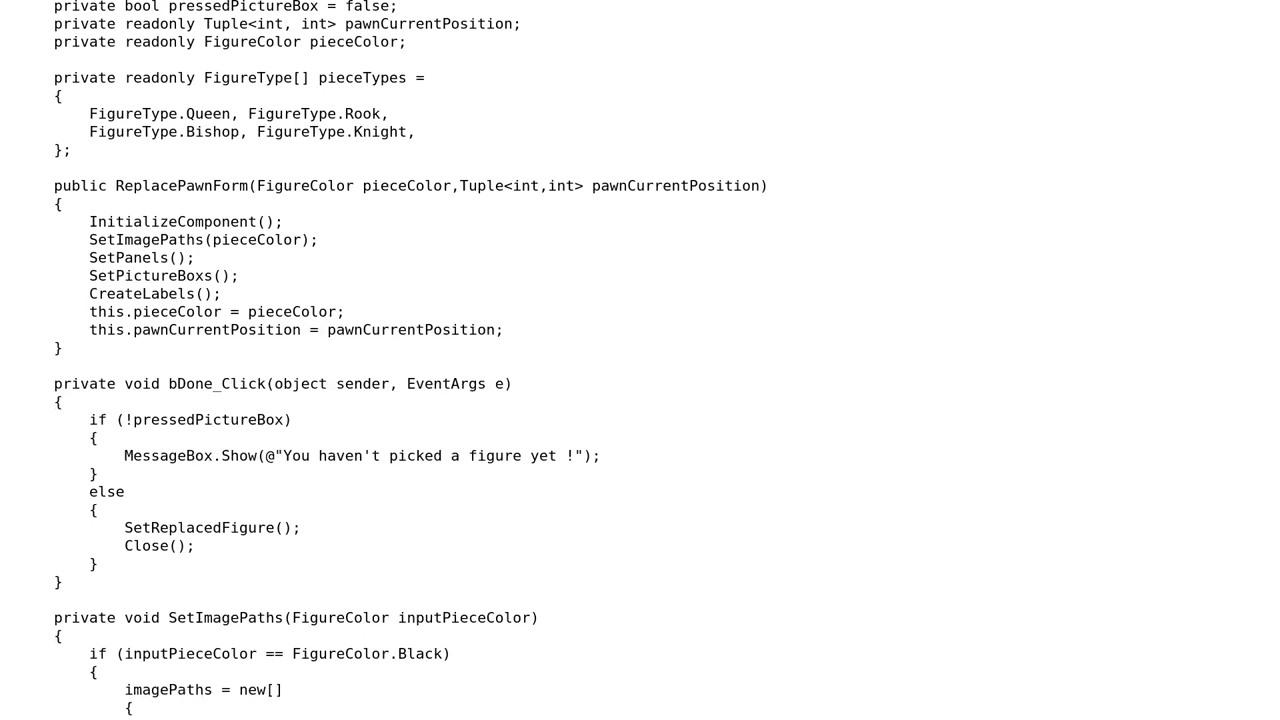 private bool pressedPictureBox = false;
private readonly Tuple<int, int> pawnCurrentPosition;
private readonly FigureColor pieceColor;

private readonly FigureType[] pieceTypes =
{
    FigureType.Queen, FigureType.Rook,
    FigureType.Bishop, FigureType.Knight,
};

public ReplacePawnForm(FigureColor pieceColor,Tuple<int,int> pawnCurrentPosition)
{
    InitializeComponent();
    SetImagePaths(pieceColor);
    SetPanels();
    SetPictureBoxs();
    CreateLabels();
    this.pieceColor = pieceColor;
    this.pawnCurrentPosition = pawnCurrentPosition;
}

private void bDone_Click(object sender, EventArgs e)
{
    if (!pressedPictureBox)
    {
        MessageBox.Show(@"You haven't picked a figure yet !");
    }
    else
    {
        SetReplacedFigure();
        Close();
    }
}

private void SetImagePaths(FigureColor inputPieceColor)
{
    if (inputPieceColor == FigureColor.Black)
    {
        imagePaths = new[]
        {